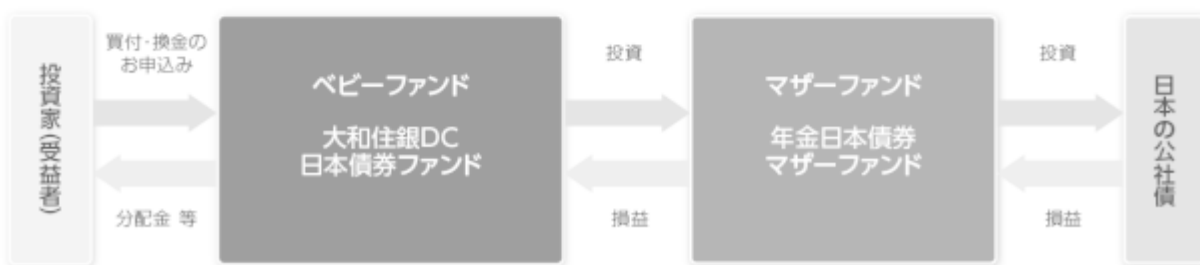 投資家(受益者)
買付・換金の
お申込み
分配金 等
ベビーファンド
大和住銀DC
日本債券ファンド
投資
損益
マザーファンド
年金日本債券
マザーファンド
投資
損益
日本の公社債